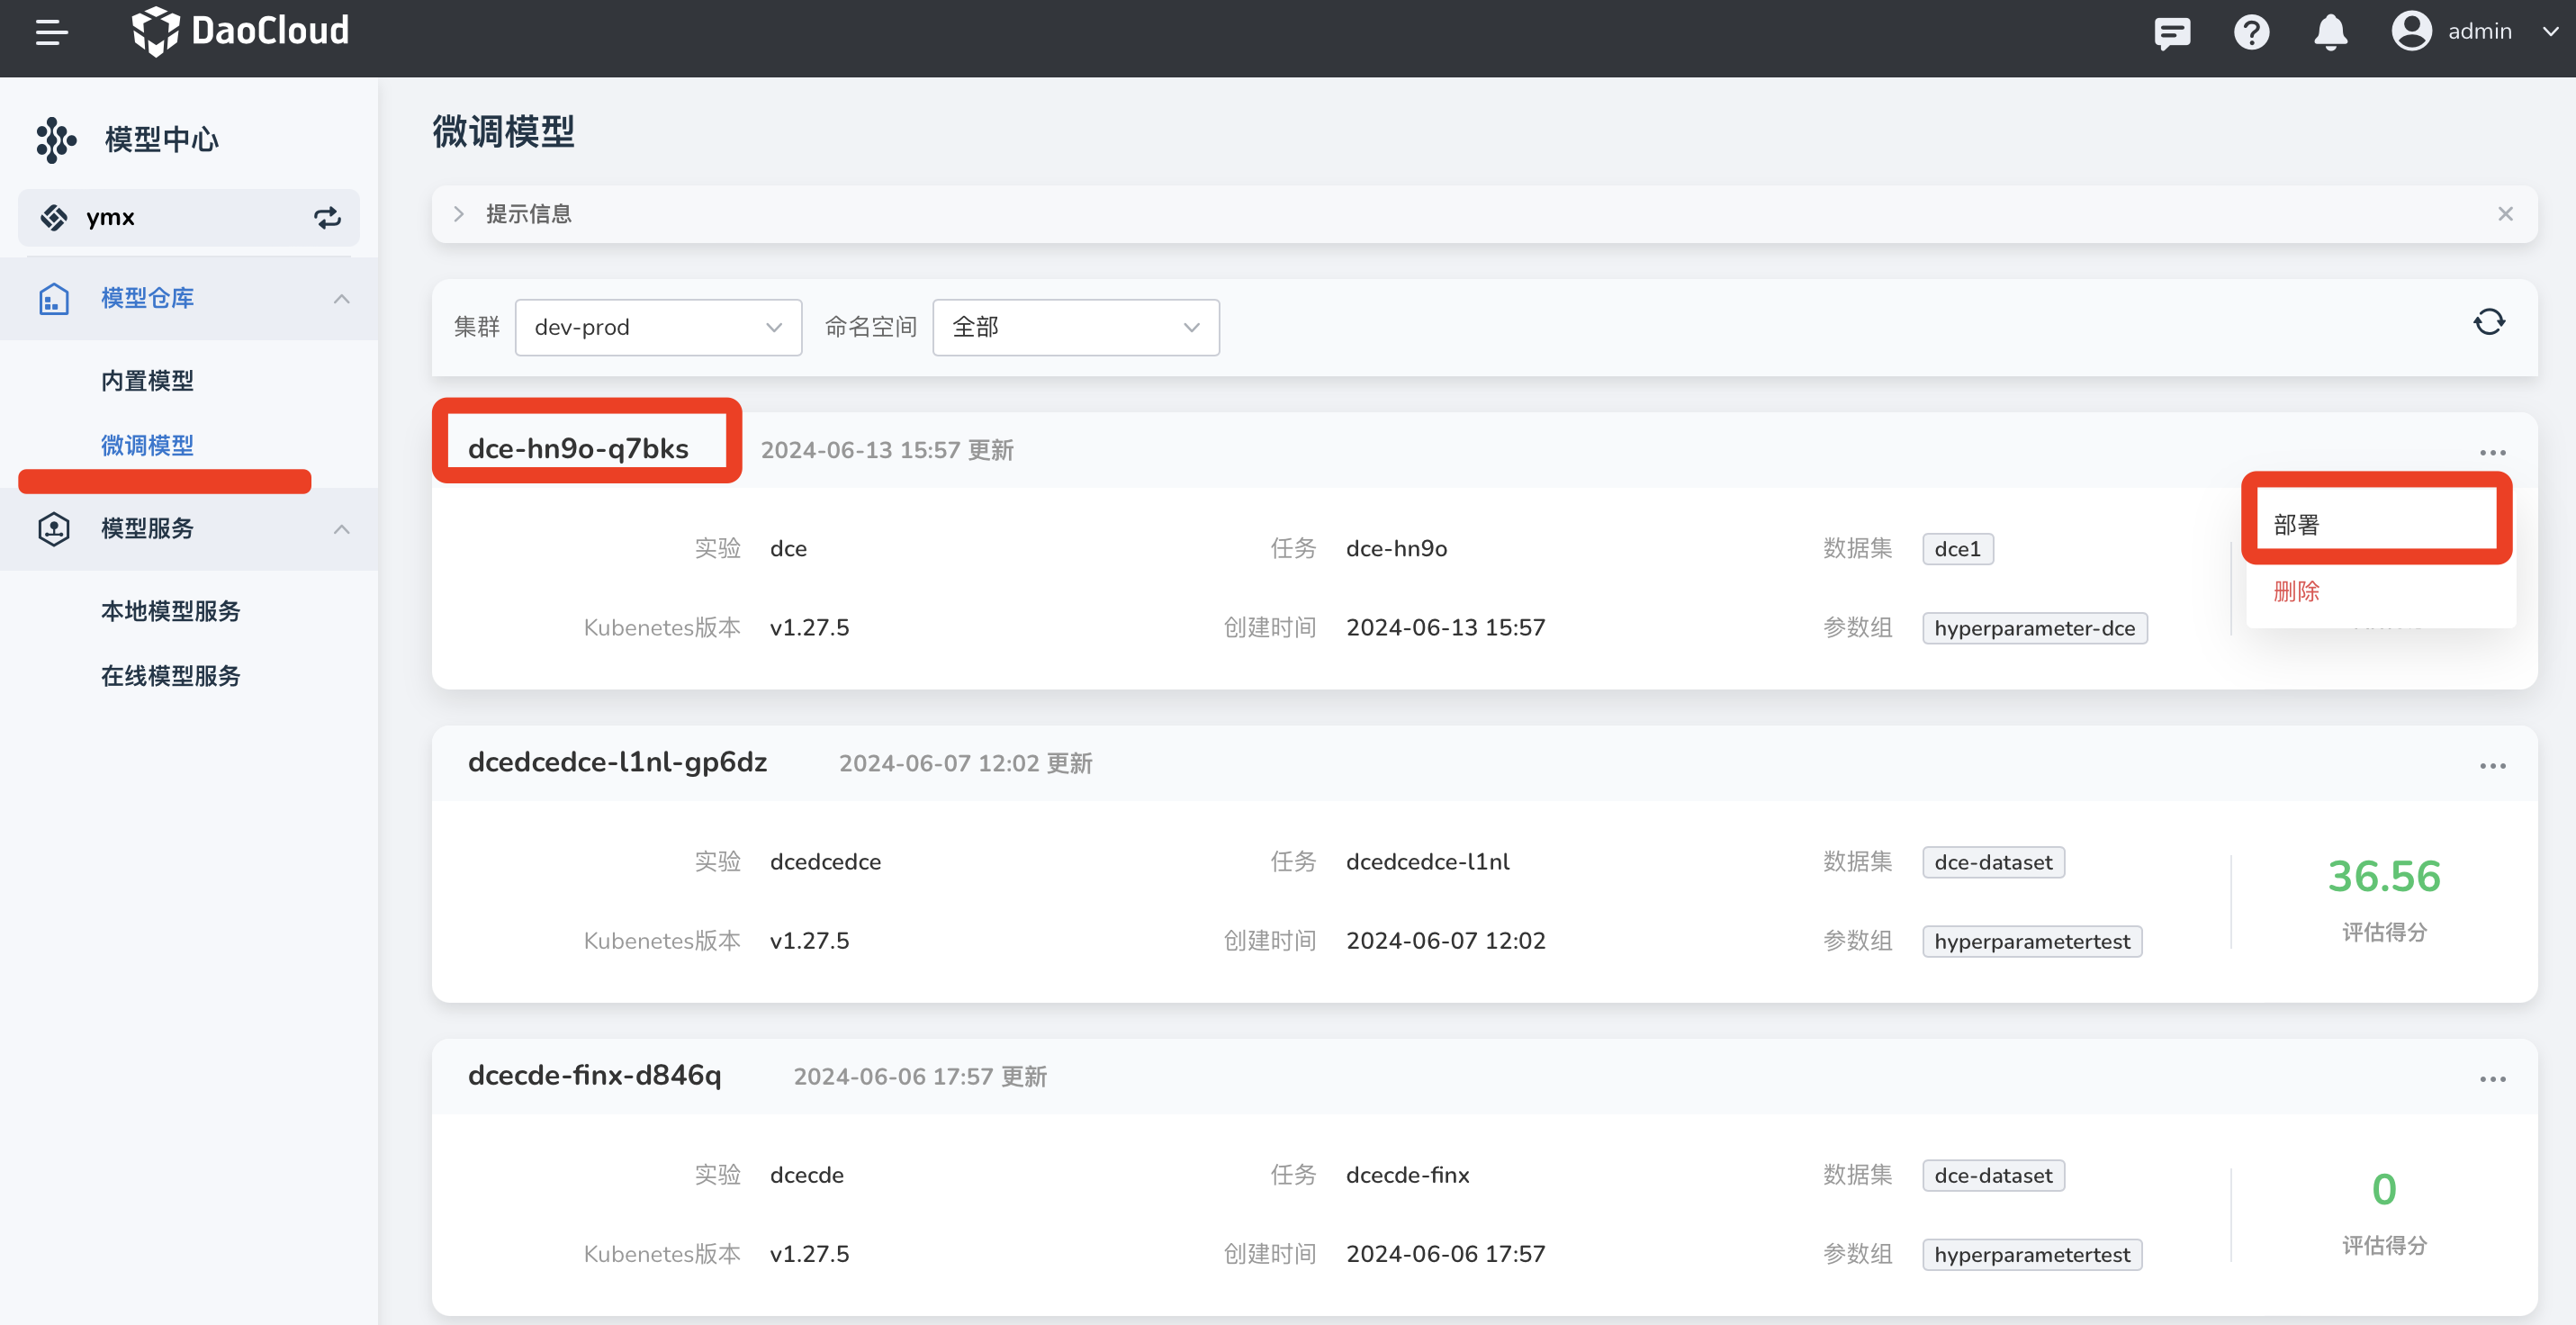 DaoCloud
admin
模型中心
ymx
模型仓库
内置模型
微调模型
模型服务
本地模型服务
在线模型服务
微调模型
提示信息
集群 dev-prod 命名空间 全部
dce-hn9o-q7bks 2024-06-13 15:57 更新
部署
删除
实验 dce 任务 dce-hn9o 数据集 dce1
Kubenetes版本 v1.27.5 创建时间 2024-06-13 15:57 参数组 hyperparameter-dce
dcedcedce-l1nl-gp6dz 2024-06-07 12:02 更新
实验 dcedcedce 任务 dcedcedce-l1nl 数据集 dce-dataset
Kubenetes版本 v1.27.5 创建时间 2024-06-07 12:02 参数组 hyperparametertest
36.56
评估得分
dcecde-finx-d846q 2024-06-06 17:57 更新
实验 dcecde 任务 dcecde-finx 数据集 dce-dataset
Kubenetes版本 v1.27.5 创建时间 2024-06-06 17:57 参数组 hyperparametertest
0
评估得分